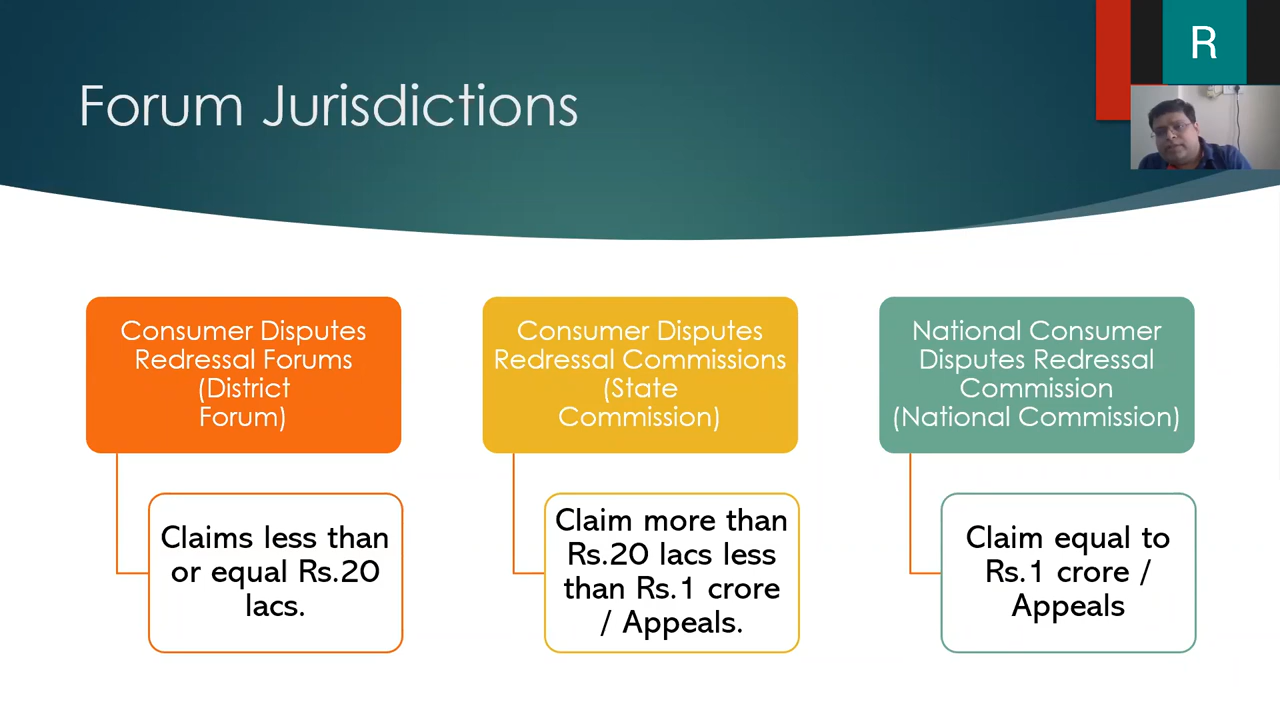 Forum Jurisdictions
R
Consumer Disputes
Redressal Forums
(District
Forum)
Claims less than
or equal Rs.20
lacs.
Consumer Disputes
Redressal Commissions
(State
Commission)
Claim more than
Rs.20 lacs less
than Rs.1 crore
/ Appeals.
National Consumer
Disputes Redressal
Commission
(National Commission)
Claim equal to
Rs.1 crore /
Appeals